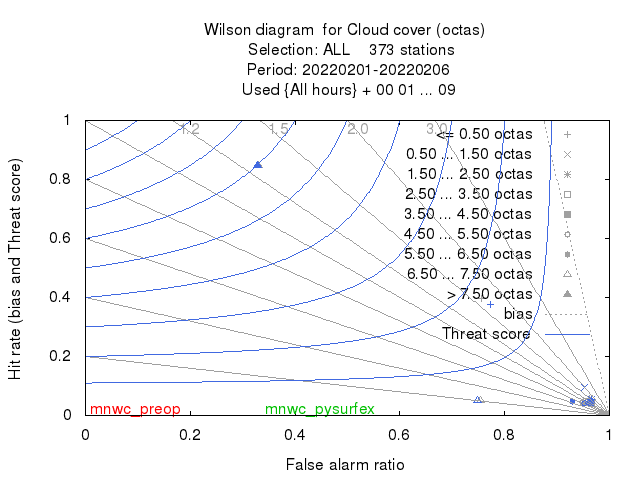 Wilson diagram  for Cloud cover (octas)
Selection: ALL    373 stations
Period: 20220201-20220206
Used {All hours} + 00 01 ... 09
1.2 1.5 2.0 3.0
<= 0.50 octas
0.50 ... 1.50 octas
1.50 ... 2.50 octas
2.50 ... 3.50 octas
3.50 ... 4.50 octas
4.50 ... 5.50 octas
5.50 ... 6.50 octas
6.50 ... 7.50 octas
> 7.50 octas
bias
Threat score
Hit rate (bias and Threat score)
1
0.8
0.6
0.4
0.2
0
mnwc_preop mnwc_pysurfex
0 0.2 0.4 0.6 0.8 1
False alarm ratio